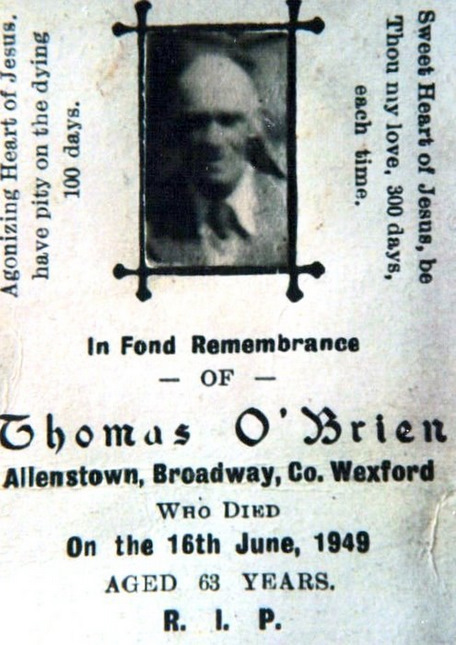 Agonizing Heart of Jesus.
have pity on the dying
100 days.
Sweet Heart of Jesus, be
Thou my love, 300 days,
each time.
In Fond Remembrance
— OF —
Thomas O'Brien
Allenstown, Broadway, Co. Wexford
WHO DIED
On the 16th June, 1949
AGED 63 YEARS.
R. I. P.